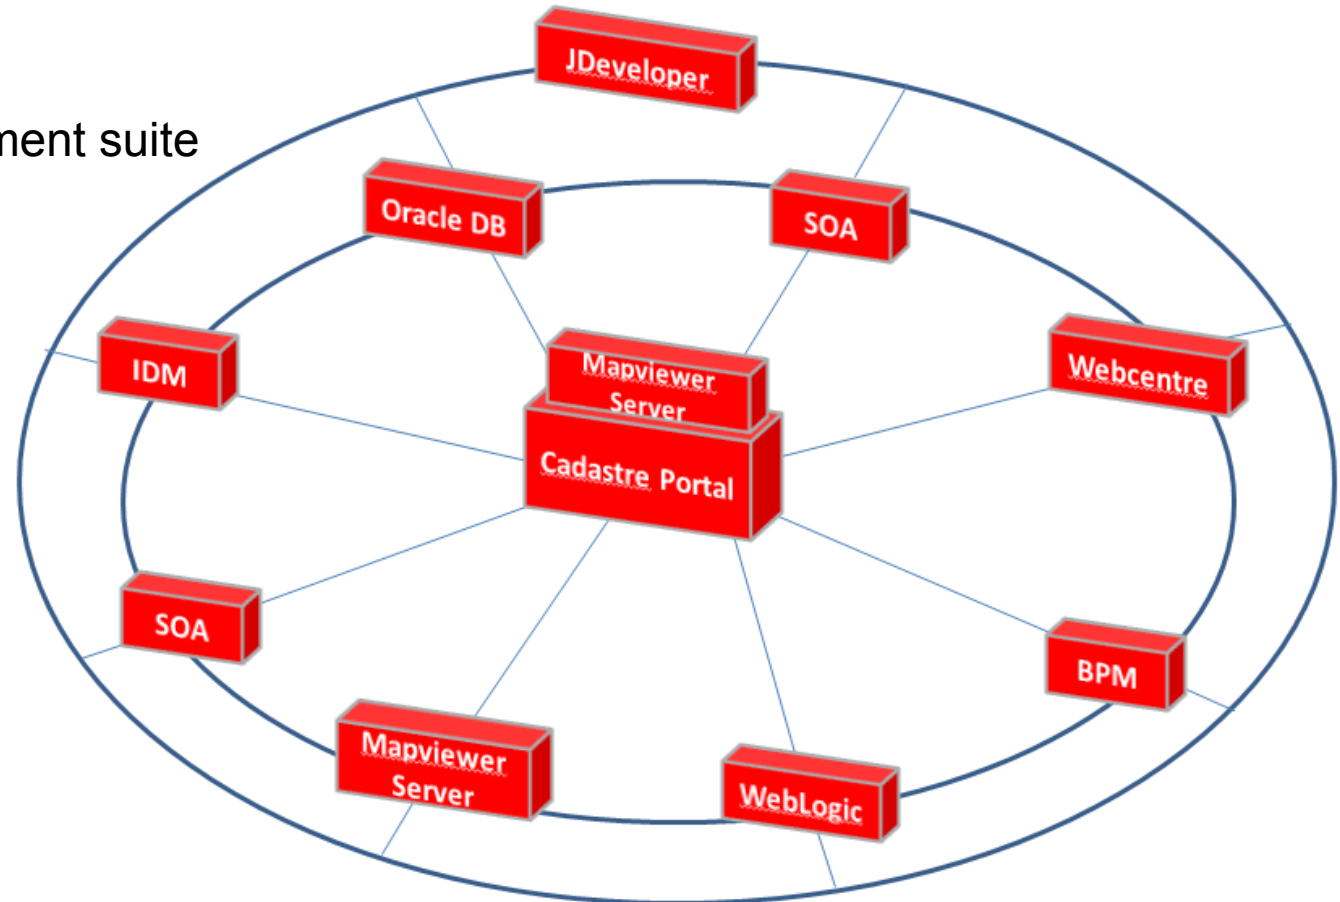 JDeveloper
ment suite
Oracle DB
SOA
IDM
Mapviewer
Server
Webcentre
Cadastre Portal
SOA
BPM
Mapviewer
Server
WebLogic